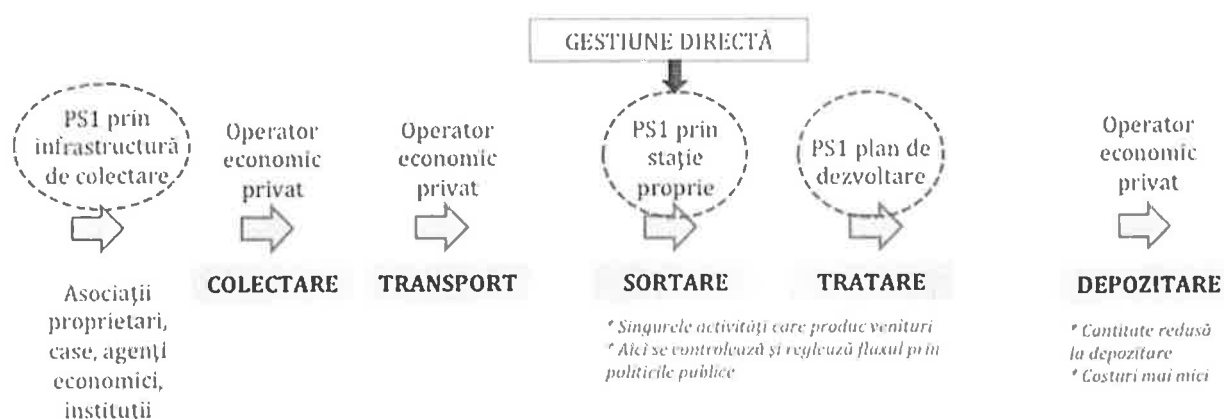 GESTIUNE DIRECTĂ
PS1 prin
infrastructură
de colectare
Operator
economic
privat
Operator
economic
privat
PS1 prin
stație
proprie
PS1 plan de
dezvoltare
Operator
economic
privat
Asociații
proprietari,
case, agenți
economici,
instituții
COLECTARE
TRANSPORT
SORTARE
TRATARE
DEPOZITARE
* Singurele activități care produc venituri
* Aici se controlează și reglează fluxul prin
politicile publice
* Cantitate redusă
la depozitare
* Costuri mai mici